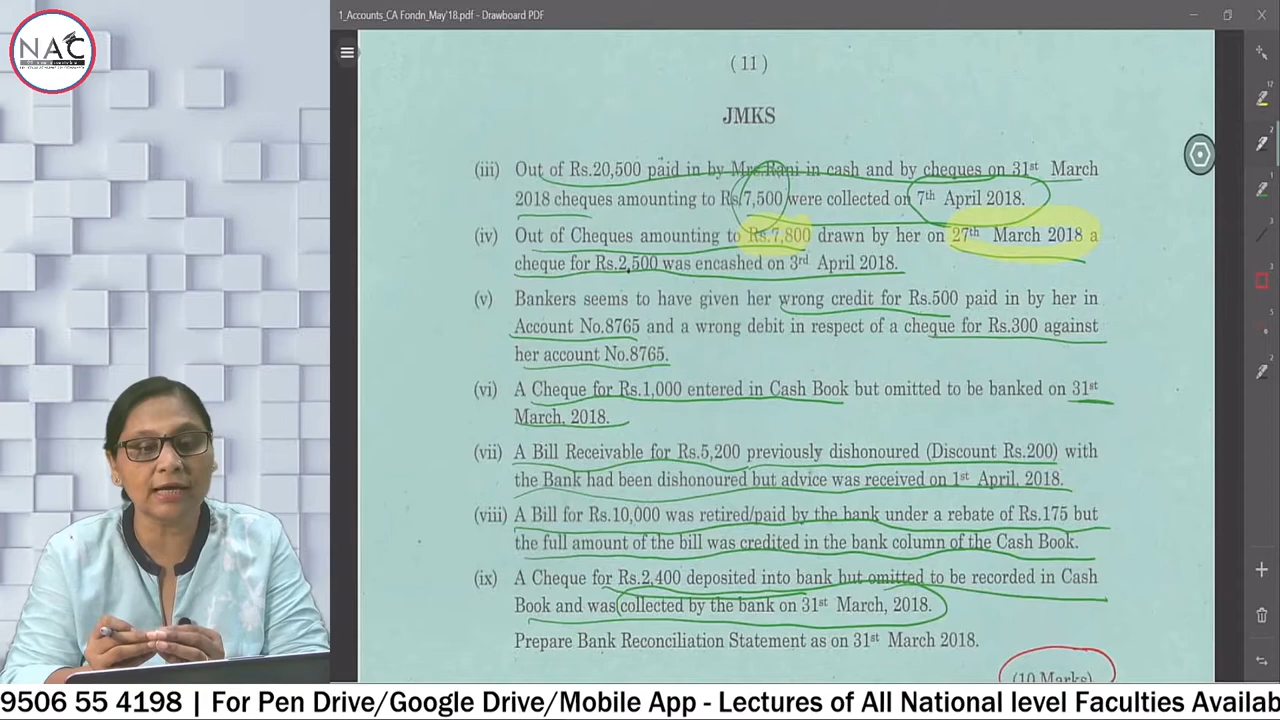 1_Accounts_CA Fondn_May'18.pdf - Drawboard PDF
NAC
( 11 )
JMKS
(iii) Out of Rs.20,500 paid in by Mrs.Rani in cash and by cheques on 31st March
2018 cheques amounting to Rs.7,500 were collected on 7th April 2018.
(iv) Out of Cheques amounting to Rs.7,800 drawn by her on 27th March 2018 a
cheque for Rs.2,500 was encashed on 3rd April 2018.
(v) Bankers seems to have given her wrong credit for Rs.500 paid in by her in
Account No.8765 and a wrong debit in respect of a cheque for Rs.300 against
her account No.8765.
(vi) A Cheque for Rs.1,000 entered in Cash Book but omitted to be banked on 31st
March, 2018.
(vii) A Bill Receivable for Rs.5,200 previously dishonoured (Discount Rs.200) with
the Bank had been dishonoured but advice was received on 1st April, 2018.
(viii) A Bill for Rs.10,000 was retired/paid by the bank under a rebate of Rs.175 but
the full amount of the bill was credited in the bank column of the Cash Book.
(ix) A Cheque for Rs.2,400 deposited into bank but omitted to be recorded in Cash
Book and was collected by the bank on 31st March, 2018.
Prepare Bank Reconciliation Statement as on 31st March 2018.
(10 Marks)
9506 55 4198 | For Pen Drive/Google Drive/Mobile App - Lectures of All National level Faculties Availab